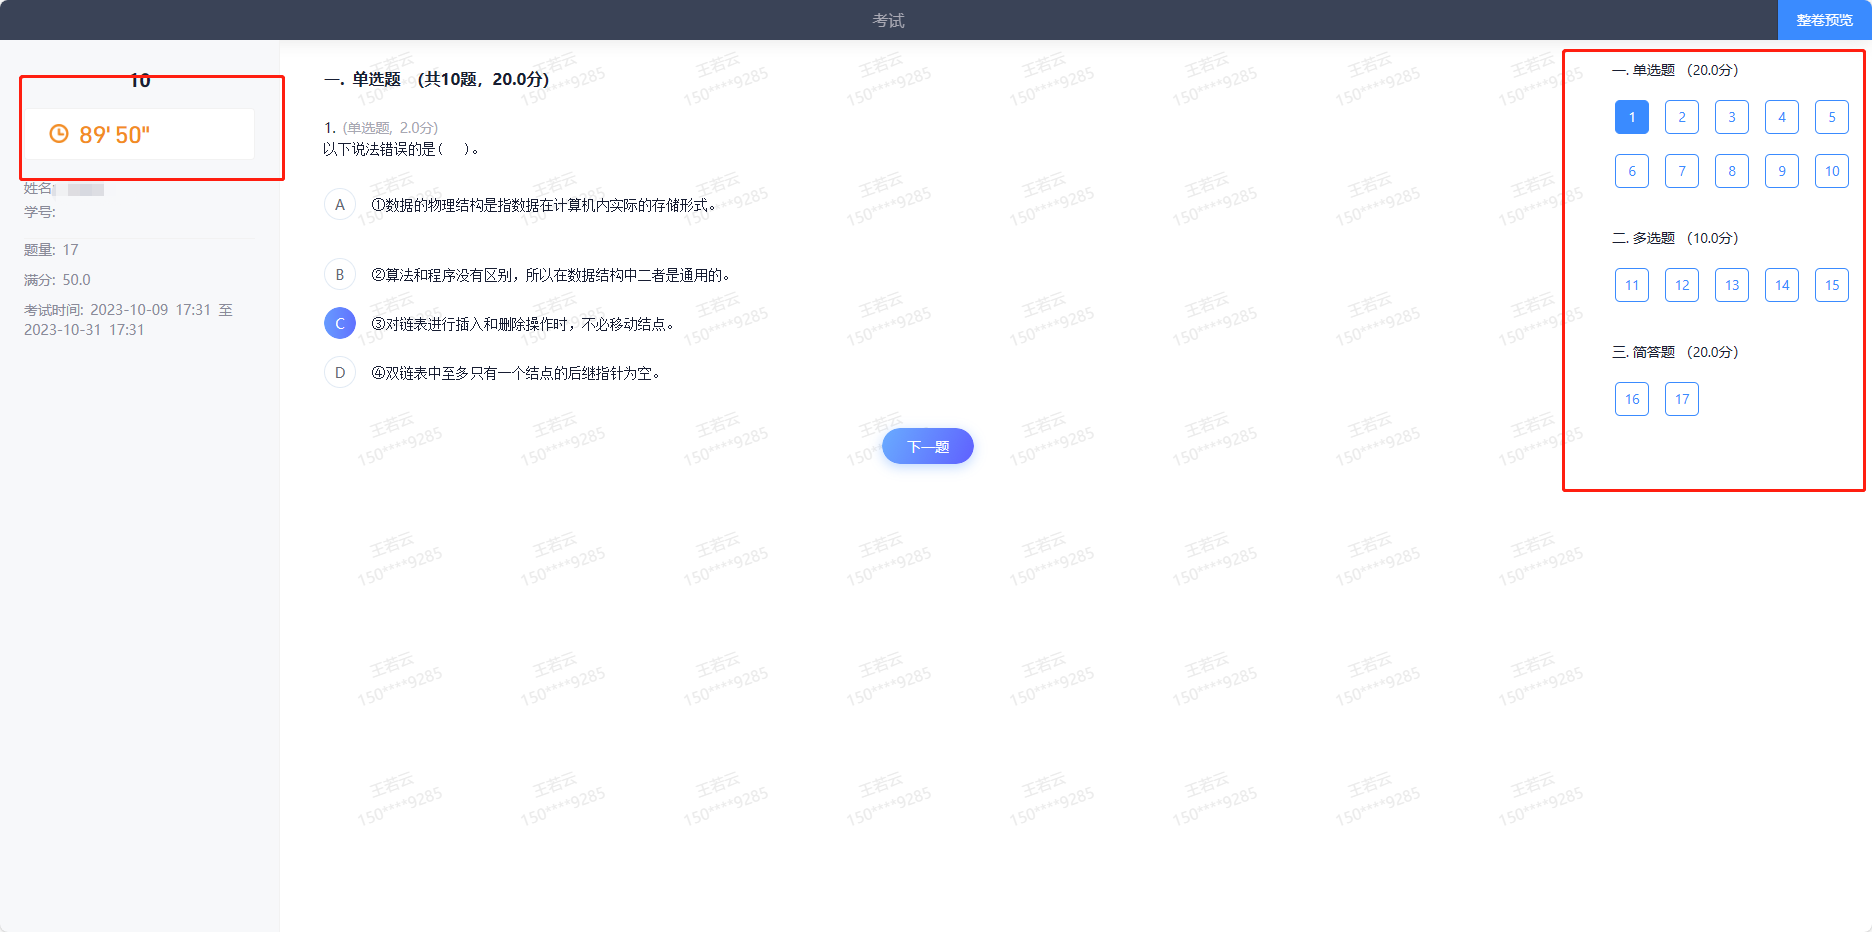 考试
整卷预览
10
89' 50"
姓名:
学号:
题量: 17
满分: 50.0
考试时间: 2023-10-09 17:31 至
2023-10-31 17:31
一. 单选题 (共10题, 20.0分)
1. (单选题, 2.0分)
以下说法错误的是( )。
A ①数据的物理结构是指数据在计算机内实际的存储形式。
B ②算法和程序没有区别，所以在数据结构中二者是通用的。
C ③对链表进行插入和删除操作时，不必移动结点。
D ④双链表中至多只有一个结点的后继指针为空。
下一题
一. 单选题 (20.0分)
1 2 3 4 5
6 7 8 9 10
二. 多选题 (10.0分)
11 12 13 14 15
三. 简答题 (20.0分)
16 17
王若云
150****9285